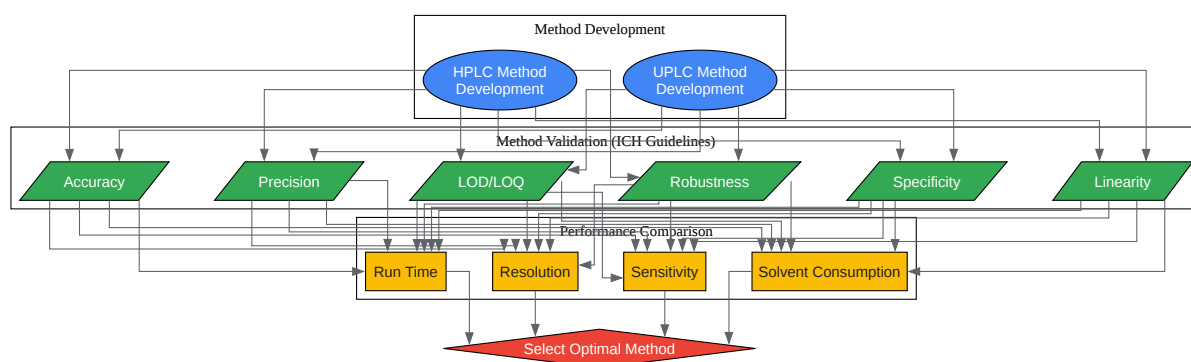 Method Development
HPLC Method
Development
UPLC Method
Development
Method Validation (ICH Guidelines)
Accuracy
Precision
LOD/LOQ
Robustness
Specificity
Linearity
Performance Comparison
Run Time
Resolution
Sensitivity
Solvent Consumption
Select Optimal Method